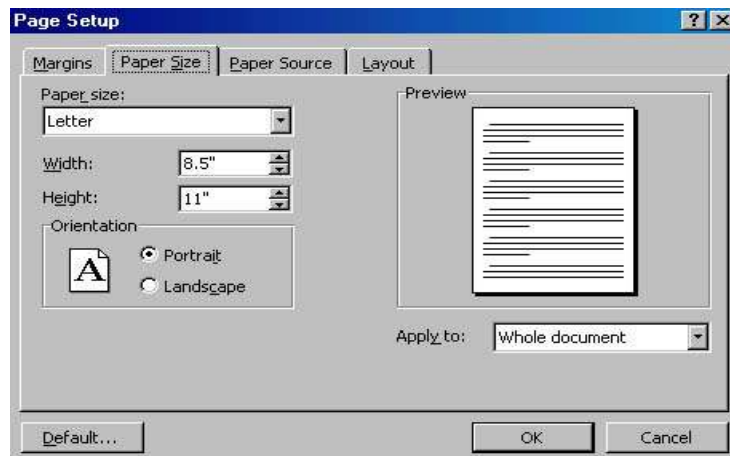 Page Setup
Margins Paper Size Paper Source Layout
Paper size:
Letter
Width: 8.5"
Height: 11"
Orientation
A
Portrait
Landscape
Preview
Apply to: Whole document
Default... OK Cancel